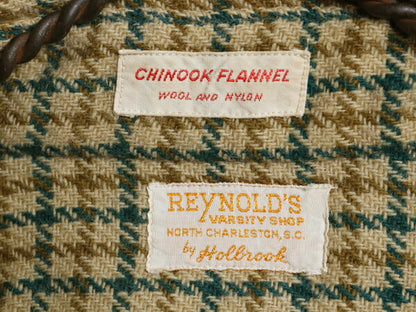 CHINOOK FLANNEL
WOOL AND NYLON
REYNOLD'S
VARSITY SHOP
NORTH CHARLESTON, S.C.
by Holbrook